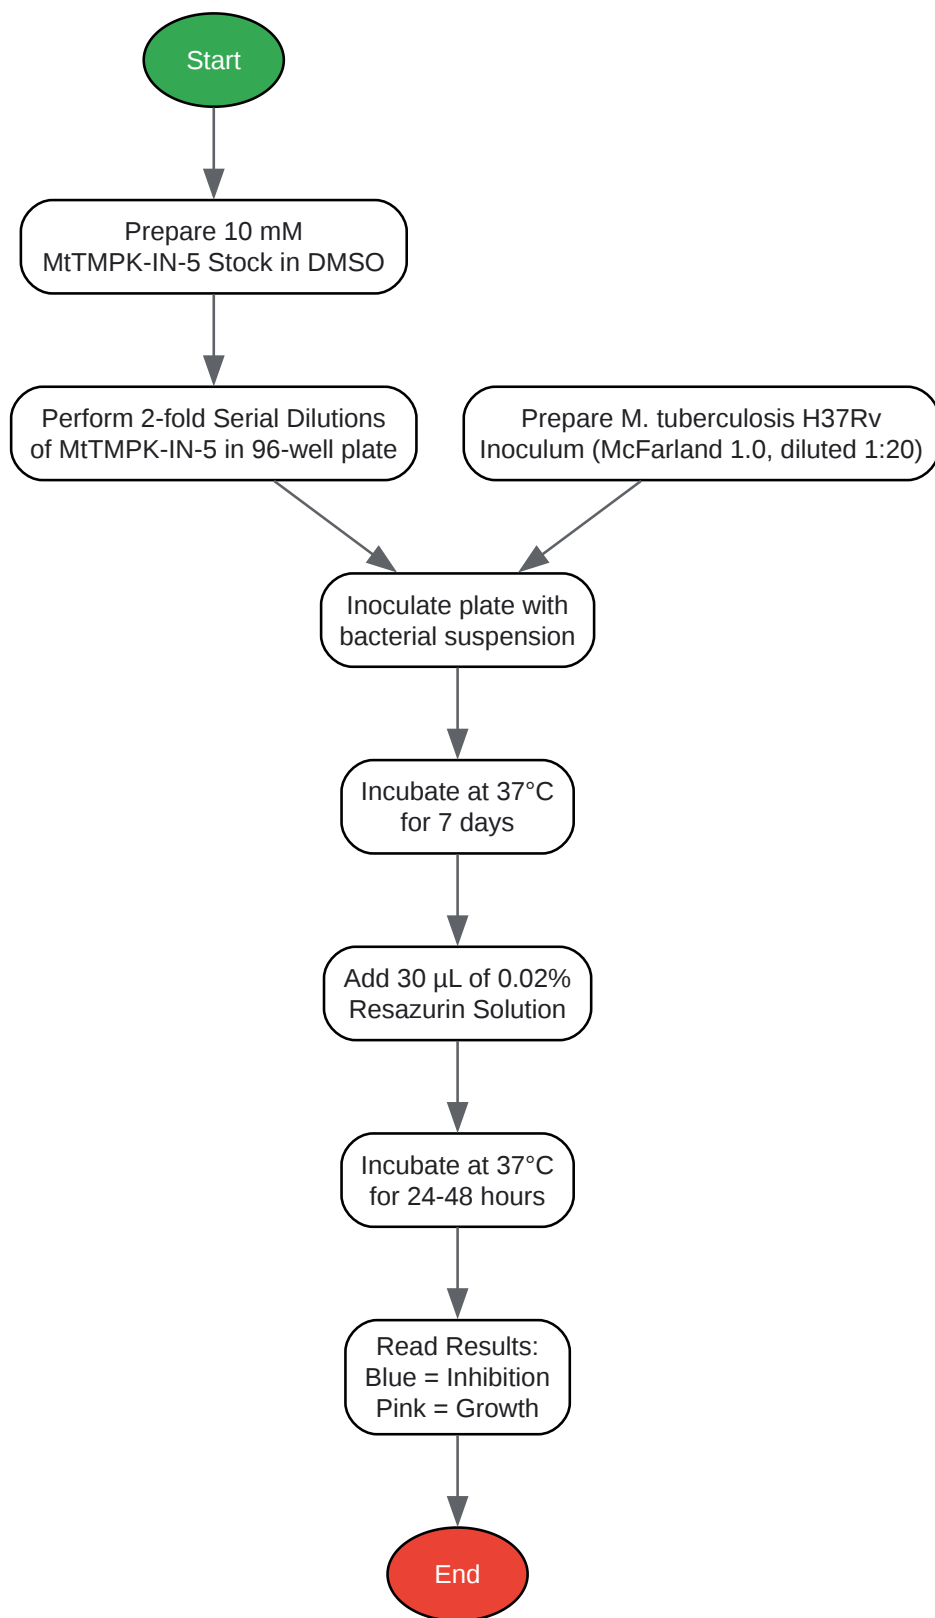 Start
Prepare 10 mM
MtTMPK-IN-5 Stock in DMSO
Perform 2-fold Serial Dilutions
of MtTMPK-IN-5 in 96-well plate
Prepare M. tuberculosis H37Rv
Inoculum (McFarland 1.0, diluted 1:20)
Inoculate plate with
bacterial suspension
Incubate at 37°C
for 7 days
Add 30 µL of 0.02%
Resazurin Solution
Incubate at 37°C
for 24-48 hours
Read Results:
Blue = Inhibition
Pink = Growth
End